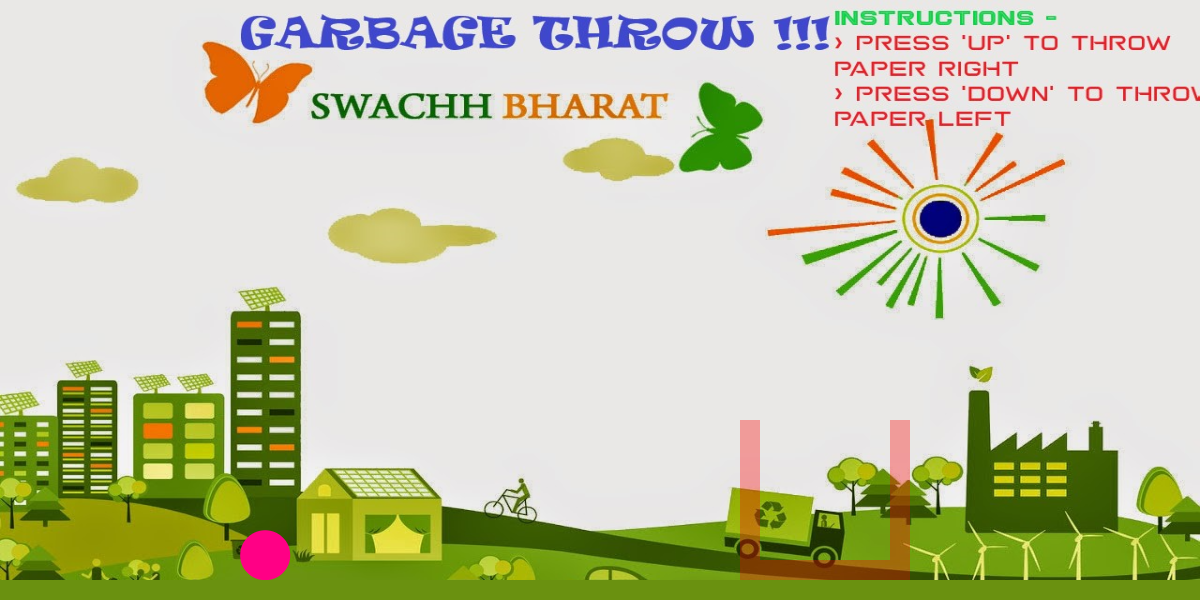 GARBAGE THROW !!!
SWACHH BHARAT
INSTRUCTIONS -
> PRESS 'UP' TO THROW
PAPER RIGHT
> PRESS 'DOWN' TO THROW
PAPER LEFT